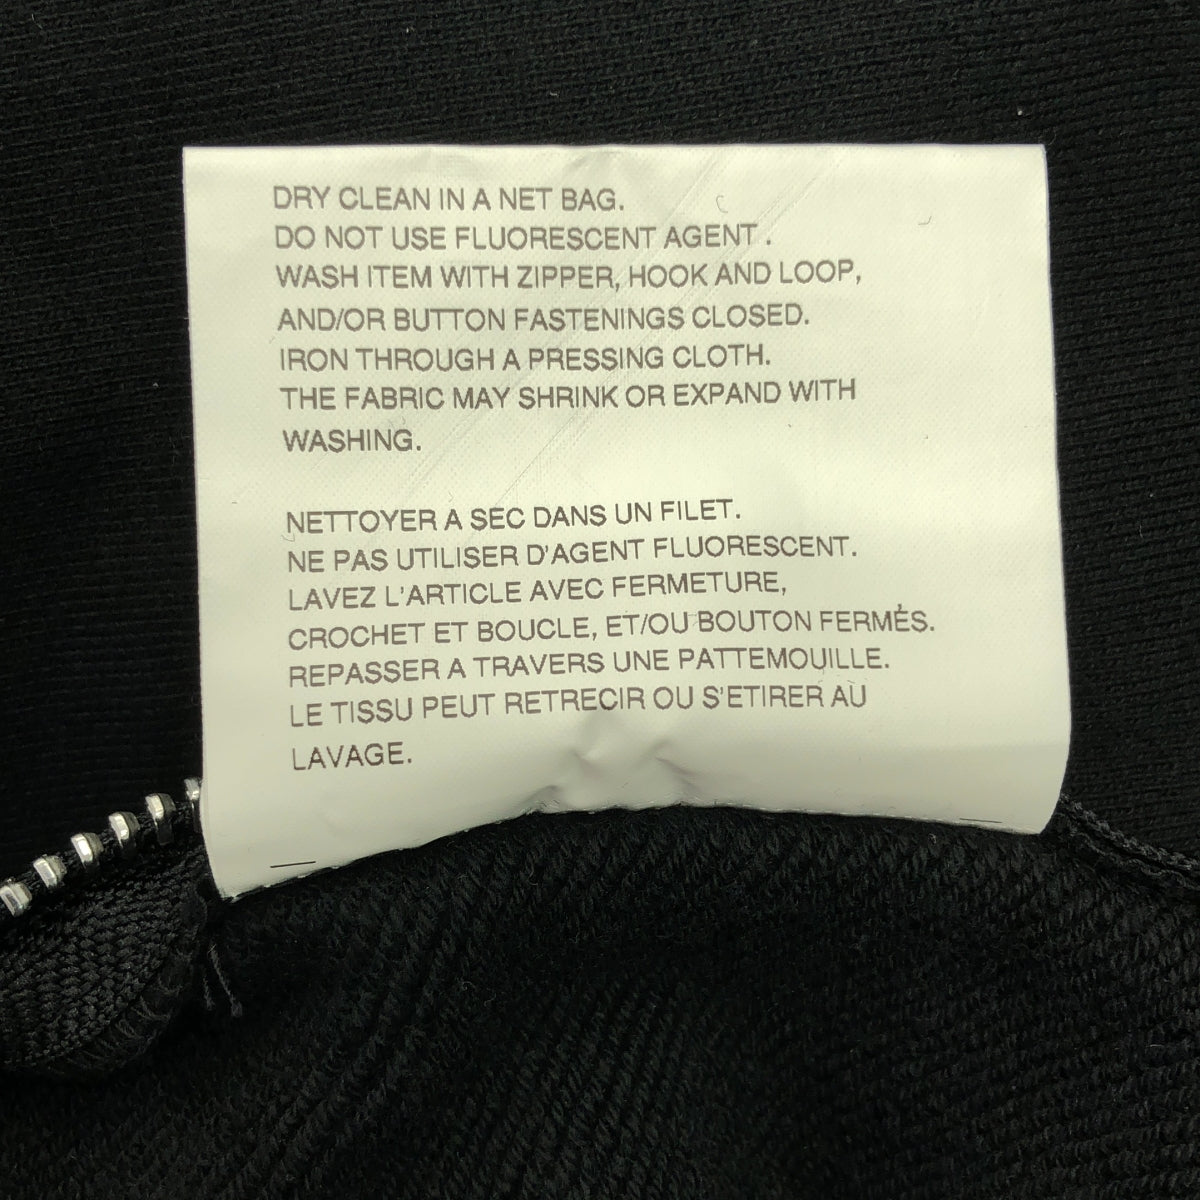 DRY CLEAN IN A NET BAG.
DO NOT USE FLUORESCENT AGENT .
WASH ITEM WITH ZIPPER, HOOK AND LOOP,
AND/OR BUTTON FASTENINGS CLOSED.
IRON THROUGH A PRESSING CLOTH.
THE FABRIC MAY SHRINK OR EXPAND WITH
WASHING.
NETTOYER A SEC DANS UN FILET.
NE PAS UTILISER D'AGENT FLUORESCENT.
LAVEZ L'ARTICLE AVEC FERMETURE,
CROCHET ET BOUCLE, ET/OU BOUTON FERMÉS.
REPASSER A TRAVERS UNE PATTEMOUILLE.
LE TISSU PEUT RETRECIR OU S'ETIRER AU
LAVAGE.